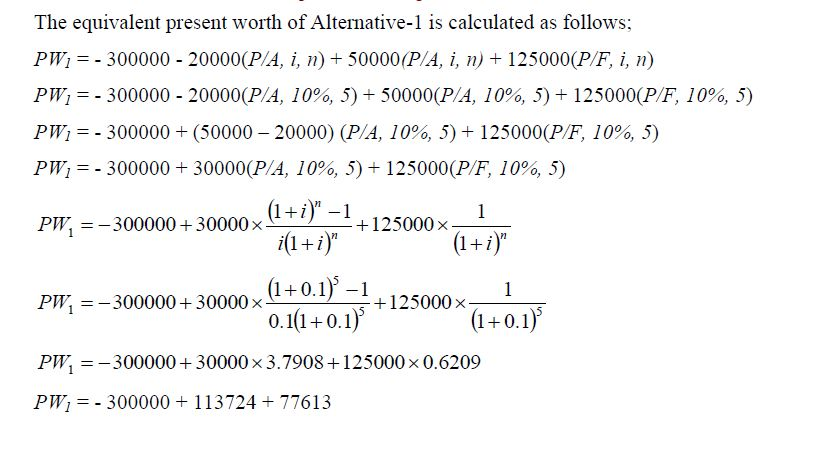 The equivalent present worth of Alternative-1 is calculated as follows;
PW₁ = - 300000 - 20000(P/A, i, n) + 50000(P/A, i, n) + 125000(P/F, i, n)
PW₁ = - 300000 - 20000(P/A, 10%, 5) + 50000(P/A, 10%, 5) + 125000(P/F, 10%, 5)
PW₁ = - 300000 + (50000 – 20000) (P/A, 10%, 5) + 125000(P/F, 10%, 5)
PW₁ = - 300000 + 30000(P/A, 10%, 5) + 125000(P/F, 10%, 5)
PW₁ = −300000 + 30000 × ((1+i)ⁿ − 1)/(i(1+i)ⁿ) + 125000 × 1/(1+i)ⁿ
PW₁ = −300000 + 30000 × ((1+0.1)⁵ − 1)/(0.1(1+0.1)⁵) + 125000 × 1/(1+0.1)⁵
PW₁ = −300000 + 30000 × 3.7908 + 125000 × 0.6209
PW₁ = - 300000 + 113724 + 77613